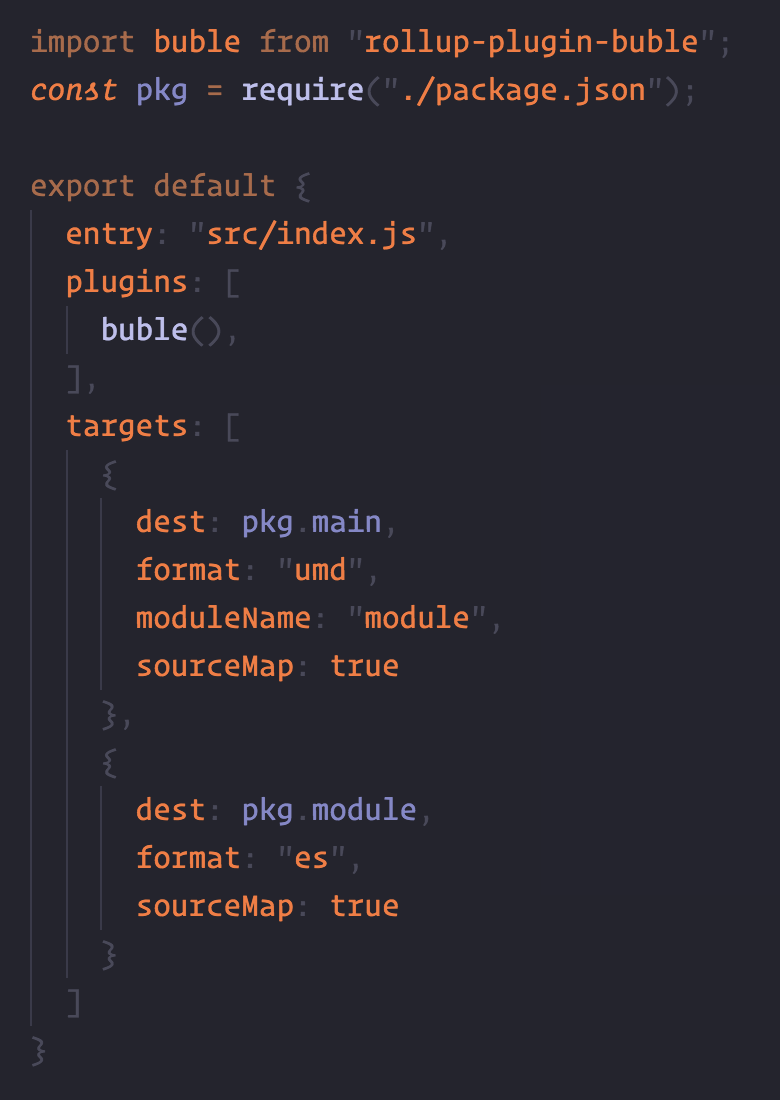 import buble from "rollup-plugin-buble";
const pkg = require("./package.json");

export default {
  entry: "src/index.js",
  plugins: [
    buble(),
  ],
  targets: [
    {
      dest: pkg.main,
      format: "umd",
      moduleName: "module",
      sourceMap: true
    },
    {
      dest: pkg.module,
      format: "es",
      sourceMap: true
    }
  ]
}